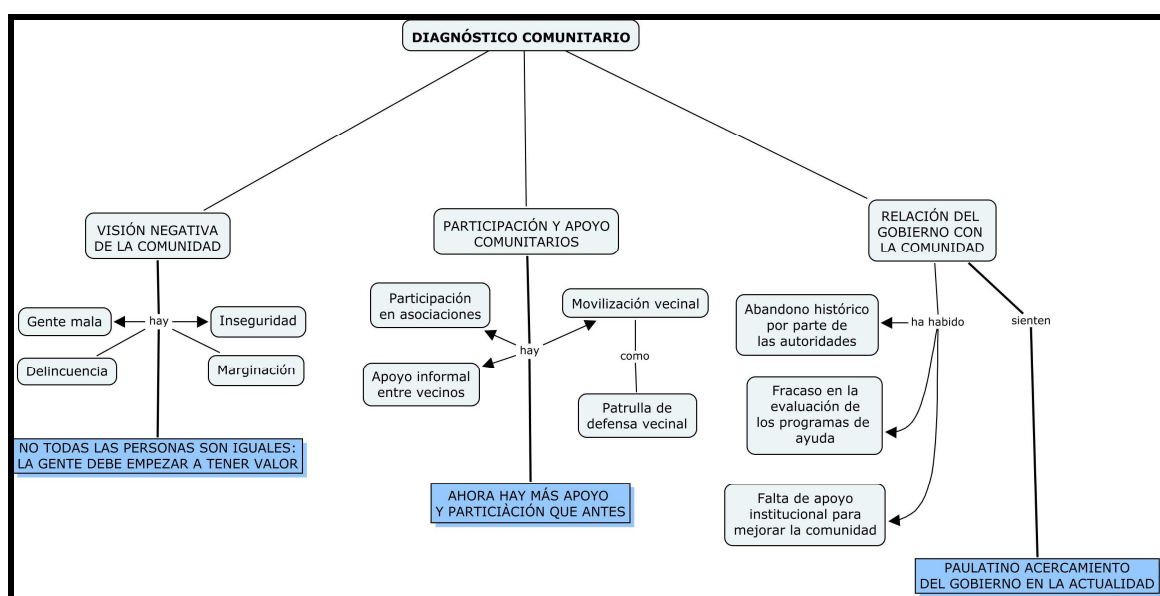 DIAGNÓSTICO COMUNITARIO
VISIÓN NEGATIVA
DE LA COMUNIDAD
hay
Gente mala
Inseguridad
Delincuencia
Marginación
NO TODAS LAS PERSONAS SON IGUALES:
LA GENTE DEBE EMPEZAR A TENER VALOR
PARTICIPACIÓN Y APOYO
COMUNITARIOS
hay
Participación
en asociaciones
Movilización vecinal
Apoyo informal
entre vecinos
como
Patrulla de
defensa vecinal
AHORA HAY MÁS APOYO
Y PARTICIÀCIÓN QUE ANTES
RELACIÓN DEL
GOBIERNO CON
LA COMUNIDAD
ha habido
sienten
Abandono histórico
por parte de
las autoridades
Fracaso en la
evaluación de
los programas de
ayuda
Falta de apoyo
institucional para
mejorar la comunidad
PAULATINO ACERCAMIENTO
DEL GOBIERNO EN LA ACTUALIDAD